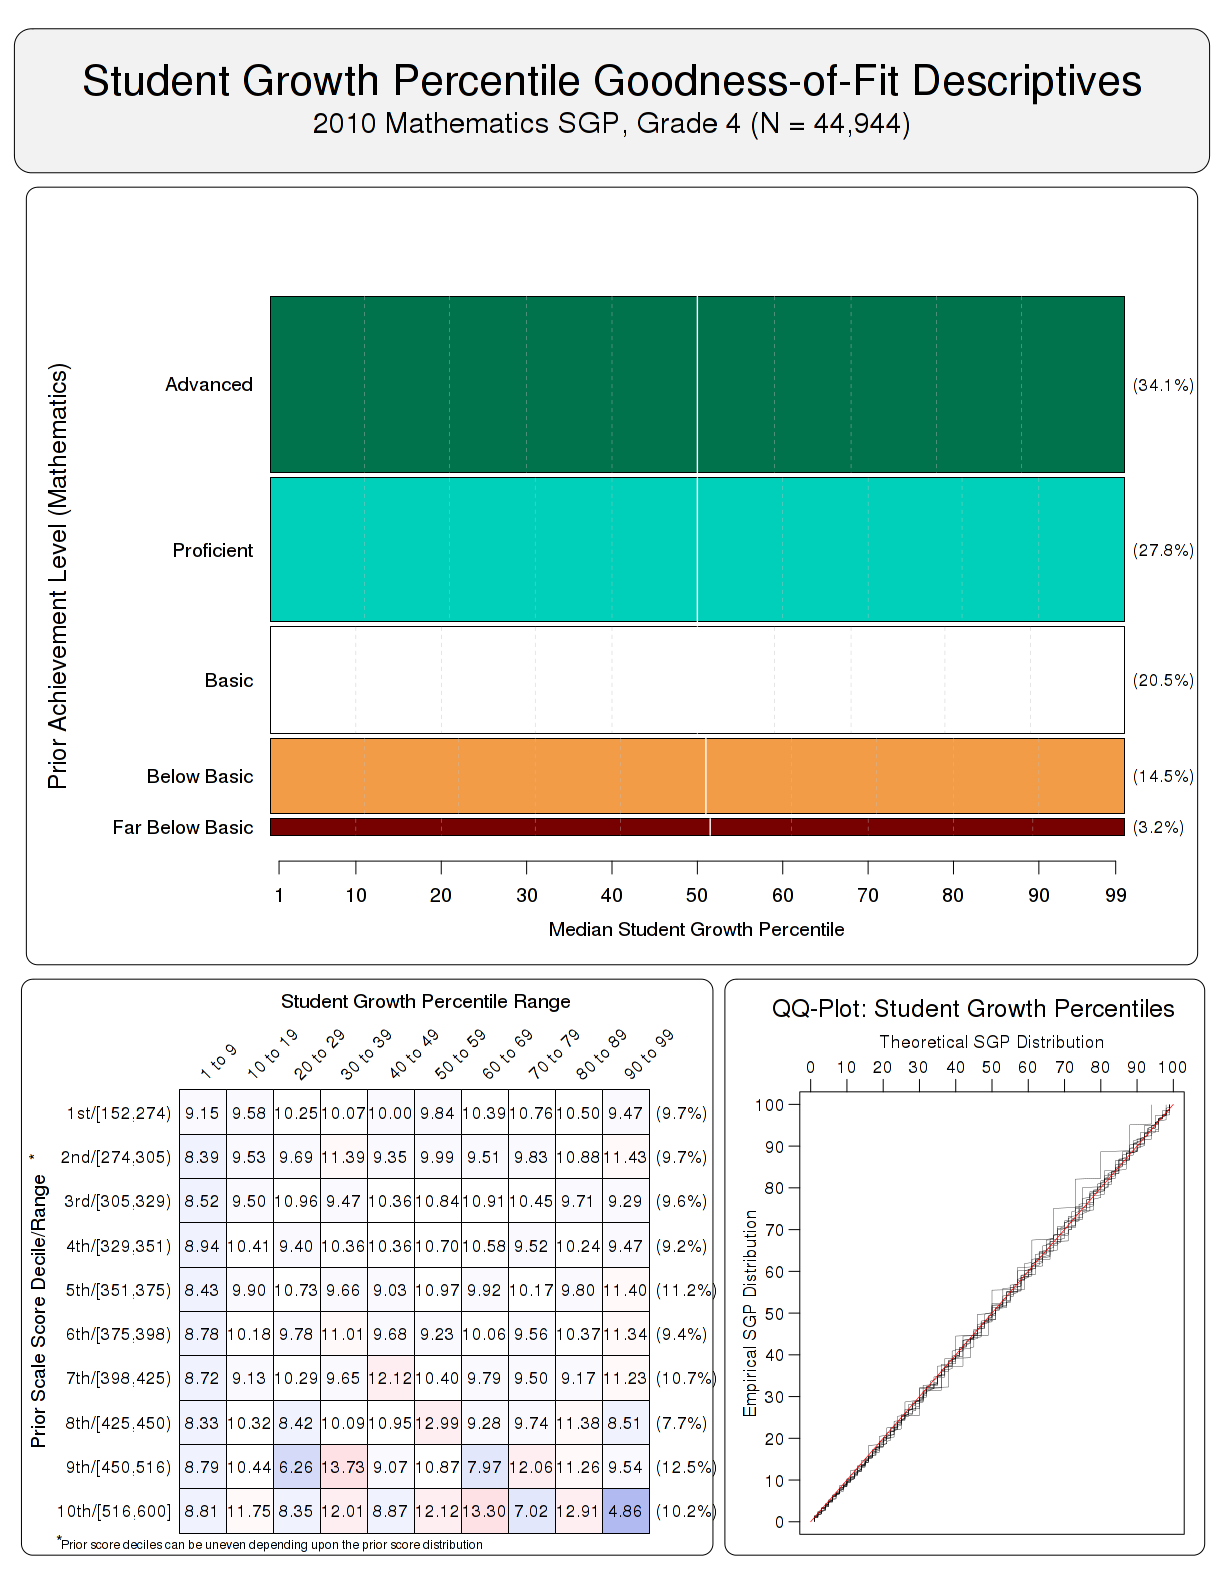 Student Growth Percentile Goodness-of-Fit Descriptives
2010 Mathematics SGP, Grade 4 (N = 44,944)
Prior Achievement Level (Mathematics)
Advanced (34.1%)
Proficient (27.8%)
Basic (20.5%)
Below Basic (14.5%)
Far Below Basic (3.2%)
1 10 20 30 40 50 60 70 80 90 99
Median Student Growth Percentile
Student Growth Percentile Range
1 to 9 10 to 19 20 to 29 30 to 39 40 to 49 50 to 59 60 to 69 70 to 79 80 to 89 90 to 99
Prior Scale Score Decile/Range *
1st/[152,274) 9.15 9.58 10.25 10.07 10.00 9.84 10.39 10.76 10.50 9.47 (9.7%)
2nd/[274,305) 8.39 9.53 9.69 11.39 9.35 9.99 9.51 9.83 10.88 11.43 (9.7%)
3rd/[305,329) 8.52 9.50 10.96 9.47 10.36 10.84 10.91 10.45 9.71 9.29 (9.6%)
4th/[329,351) 8.94 10.41 9.40 10.36 10.36 10.70 10.58 9.52 10.24 9.47 (9.2%)
5th/[351,375) 8.43 9.90 10.73 9.66 9.03 10.97 9.92 10.17 9.80 11.40 (11.2%)
6th/[375,398) 8.78 10.18 9.78 11.01 9.68 9.23 10.06 9.56 10.37 11.34 (9.4%)
7th/[398,425) 8.72 9.13 10.29 9.65 12.12 10.40 9.79 9.50 9.17 11.23 (10.7%)
8th/[425,450) 8.33 10.32 8.42 10.09 10.95 12.99 9.28 9.74 11.38 8.51 (7.7%)
9th/[450,516) 8.79 10.44 6.26 13.73 9.07 10.87 7.97 12.06 11.26 9.54 (12.5%)
10th/[516,600] 8.81 11.75 8.35 12.01 8.87 12.12 13.30 7.02 12.91 4.86 (10.2%)
*Prior score deciles can be uneven depending upon the prior score distribution
QQ-Plot: Student Growth Percentiles
Theoretical SGP Distribution
0 10 20 30 40 50 60 70 80 90 100
Empirical SGP Distribution
100
90
80
70
60
50
40
30
20
10
0